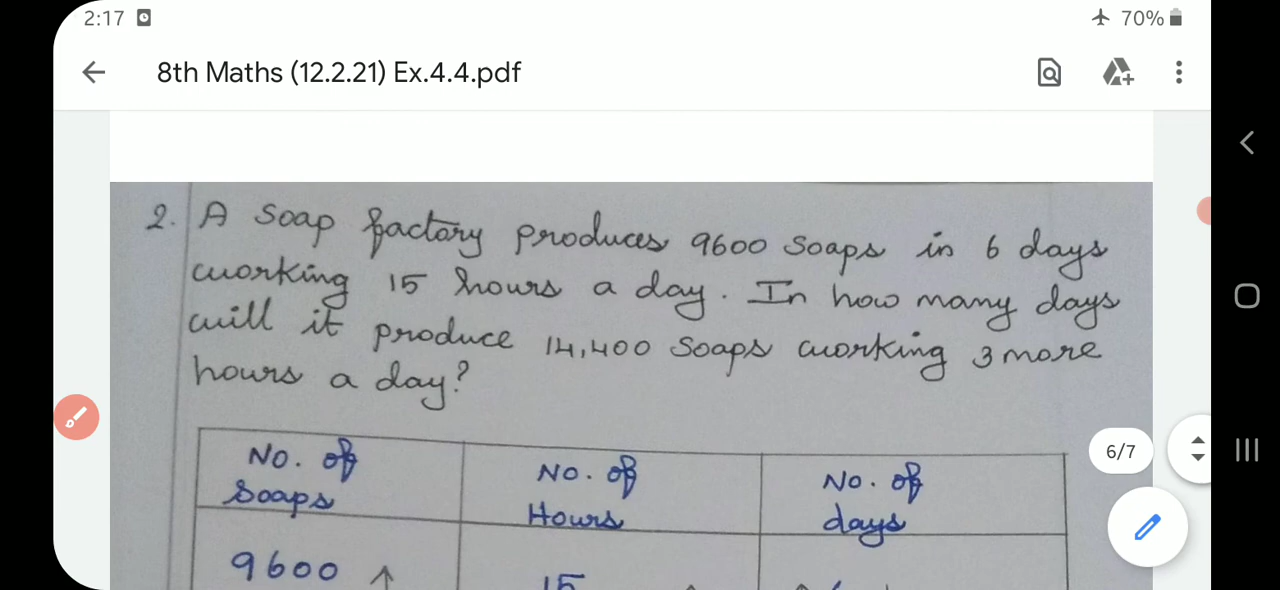 2:17 70%
8th Maths (12.2.21) Ex.4.4.pdf
2. A Soap factory produces 9600 Soaps in 6 days
working 15 hours a day. In how many days
will it produce 14,400 Soaps working 3 more
hours a day?
No. of Soaps
No. of Hours
No. of days
9600
15
6/7